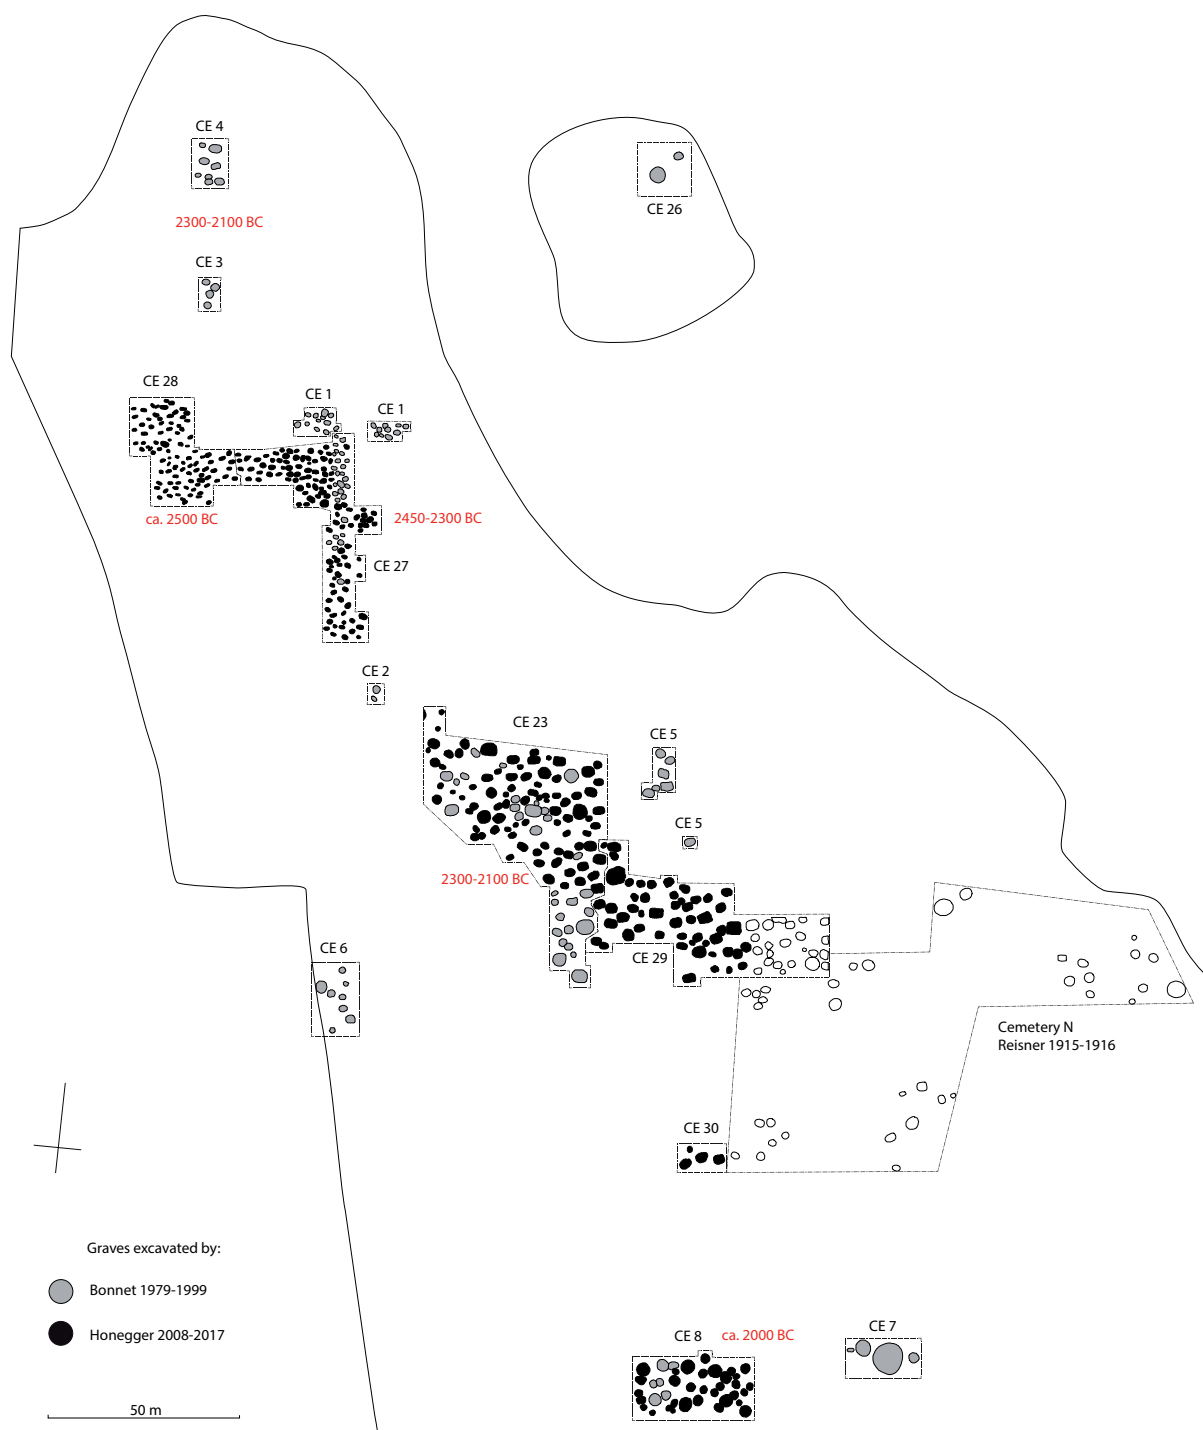 CE 4
CE 26
2300-2100 BC
CE 3
CE 28
CE 1
CE 1
ca. 2500 BC
2450-2300 BC
CE 27
CE 2
CE 23
CE 5
CE 5
2300-2100 BC
CE 6
CE 29
Cemetery N
Reisner 1915-1916
CE 30
Graves excavated by:
Bonnet 1979-1999
Honegger 2008-2017
CE 8
ca. 2000 BC
CE 7
50 m